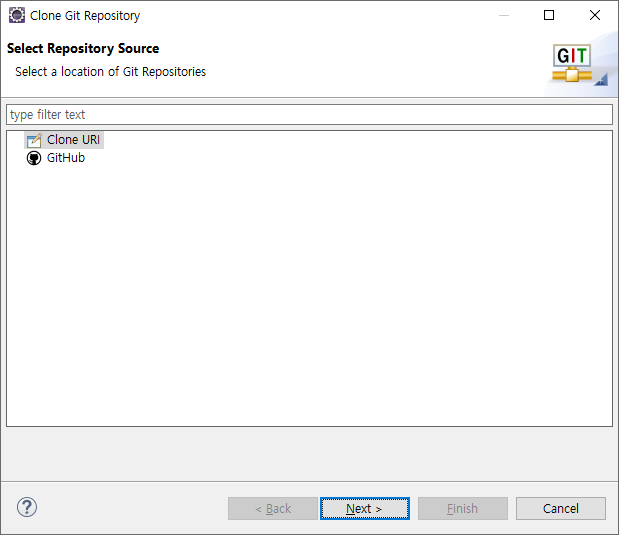 Clone Git Repository
Select Repository Source
Select a location of Git Repositories
GIT
type filter text
Clone URI
GitHub
?
< Back
Next >
Finish
Cancel